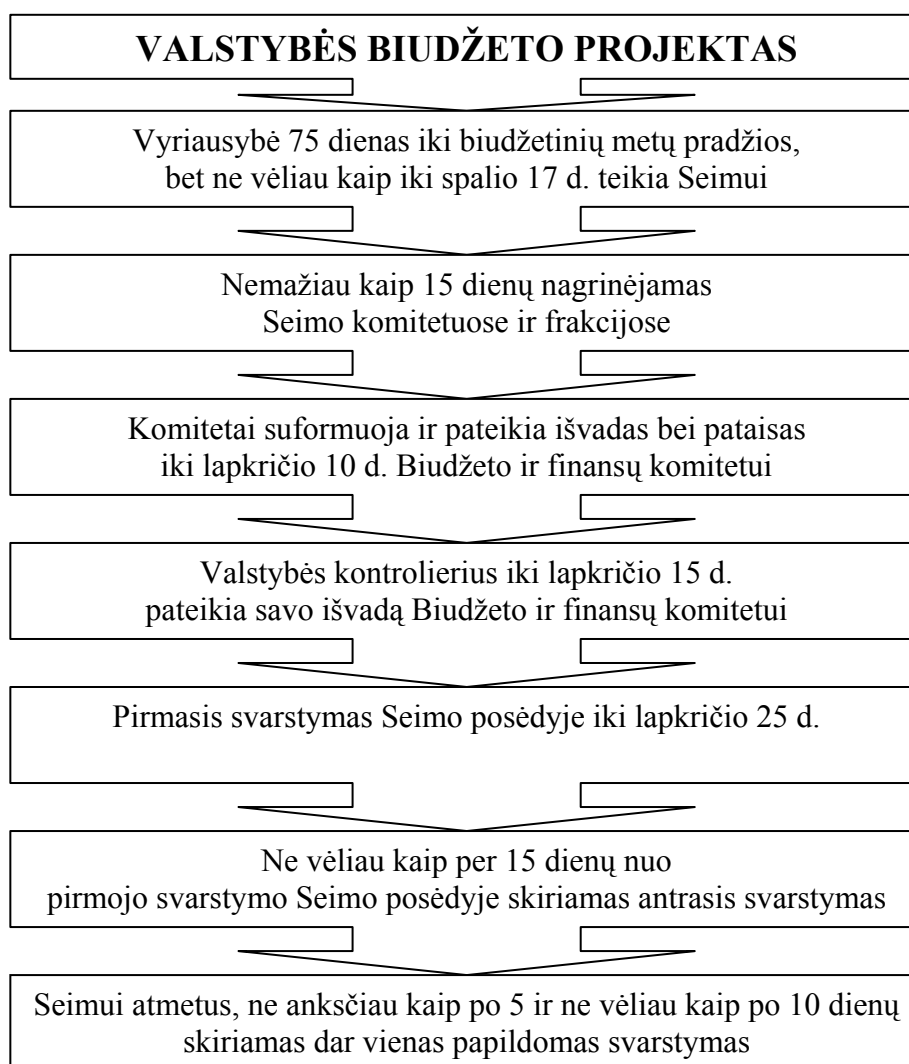 VALSTYBĖS BIUDŽETO PROJEKTAS
Vyriausybė 75 dienas iki biudžetinių metų pradžios,
bet ne vėliau kaip iki spalio 17 d. teikia Seimui
Nemažiau kaip 15 dienų nagrinėjamas
Seimo komitetuose ir frakcijose
Komitetai suformuoja ir pateikia išvadas bei pataisas
iki lapkričio 10 d. Biudžeto ir finansų komitetui
Valstybės kontrolierius iki lapkričio 15 d.
pateikia savo išvadą Biudžeto ir finansų komitetui
Pirmasis svarstymas Seimo posėdyje iki lapkričio 25 d.
Ne vėliau kaip per 15 dienų nuo
pirmojo svarstymo Seimo posėdyje skiriamas antrasis svarstymas
Seimui atmetus, ne anksčiau kaip po 5 ir ne vėliau kaip po 10 dienų
skiriamas dar vienas papildomas svarstymas